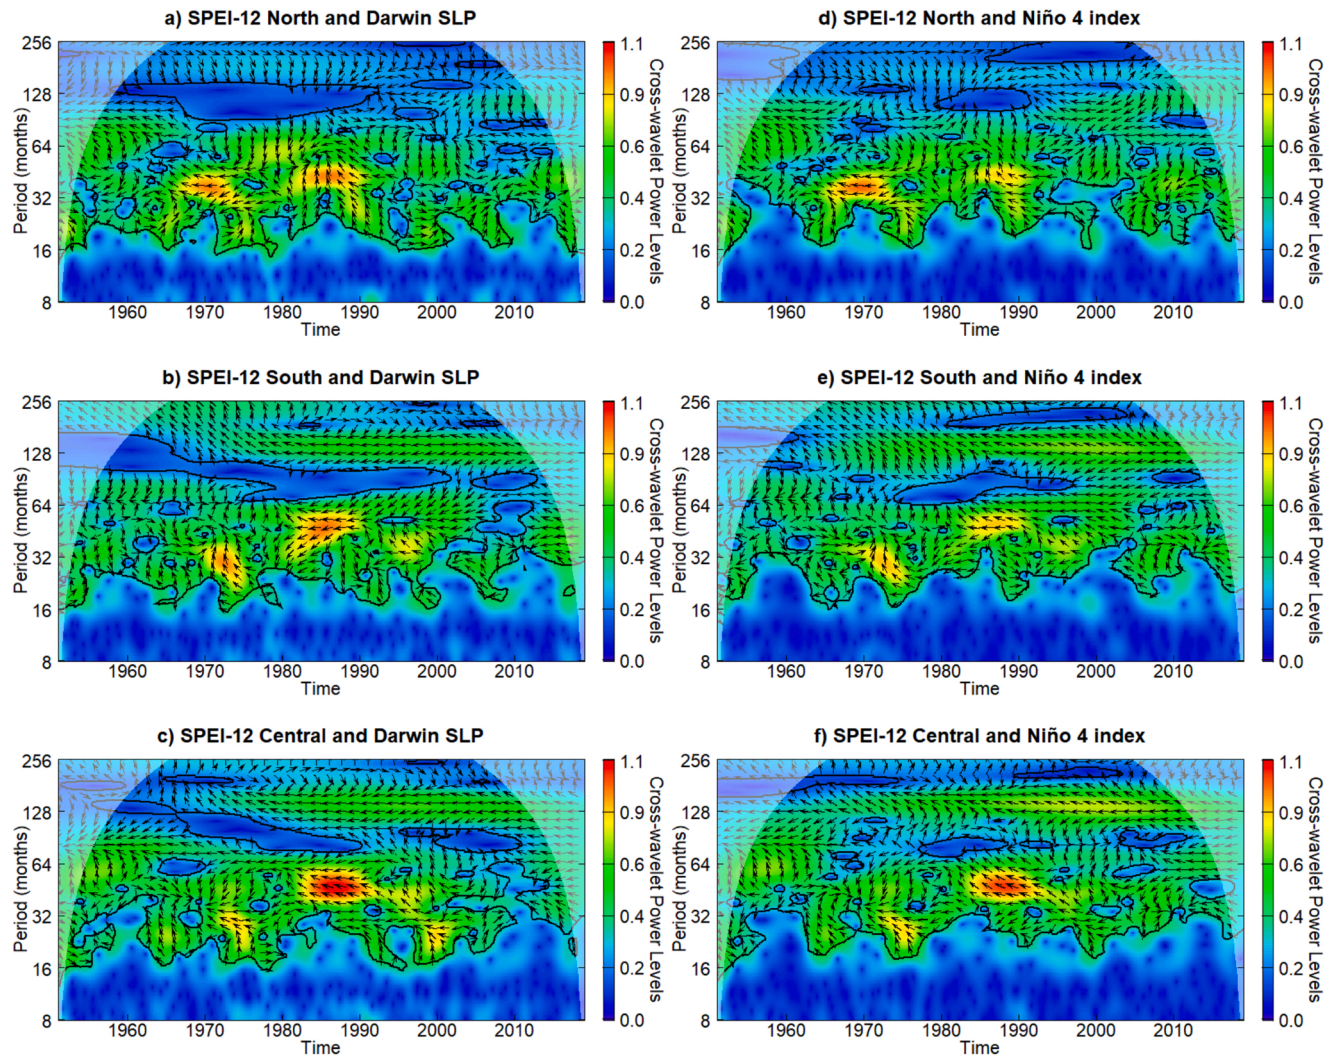 a) SPEI-12 North and Darwin SLP
256
128
64
32
16
8
Period (months)
1960 1970 1980 1990 2000 2010
Time
1.1
0.9
0.6
0.4
0.2
0.0
Cross-wavelet Power Levels
d) SPEI-12 North and Niño 4 index
256
128
64
32
16
8
Period (months)
1960 1970 1980 1990 2000 2010
Time
1.1
0.9
0.6
0.4
0.2
0.0
Cross-wavelet Power Levels
b) SPEI-12 South and Darwin SLP
256
128
64
32
16
8
Period (months)
1960 1970 1980 1990 2000 2010
Time
1.1
0.9
0.6
0.4
0.2
0.0
Cross-wavelet Power Levels
e) SPEI-12 South and Niño 4 index
256
128
64
32
16
8
Period (months)
1960 1970 1980 1990 2000 2010
Time
1.1
0.9
0.6
0.4
0.2
0.0
Cross-wavelet Power Levels
c) SPEI-12 Central and Darwin SLP
256
128
64
32
16
8
Period (months)
1960 1970 1980 1990 2000 2010
Time
1.1
0.9
0.6
0.4
0.2
0.0
Cross-wavelet Power Levels
f) SPEI-12 Central and Niño 4 index
256
128
64
32
16
8
Period (months)
1960 1970 1980 1990 2000 2010
Time
1.1
0.9
0.6
0.4
0.2
0.0
Cross-wavelet Power Levels